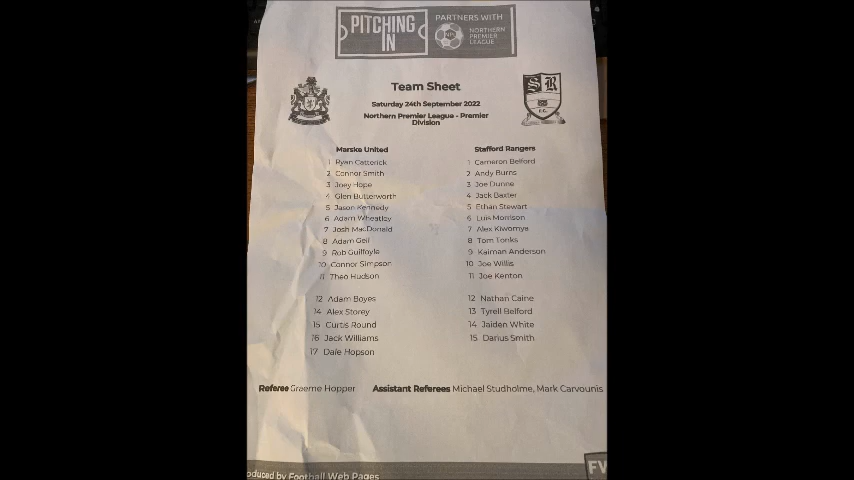 PITCHING IN
PARTNERS WITH
NORTHERN
PREMIER
LEAGUE
Team Sheet
Saturday 24th September 2022
Northern Premier League - Premier
Division
S R
F.C.
Marske United
1 Ryan Catterick
2 Connor Smith
3 Joey Hope
4 Glen Butterworth
5 Jason Kennedy
6 Adam Wheatley
7 Josh MacDonald
8 Adam Gell
9 Rob Guilfoyle
10 Connor Simpson
11 Theo Hudson
12 Adam Boyes
14 Alex Storey
15 Curtis Round
16 Jack Williams
17 Dale Hopson
Stafford Rangers
1 Cameron Belford
2 Andy Burns
3 Joe Dunne
4 Jack Baxter
5 Ethan Stewart
6 Luis Morrison
7 Alex Kiwomya
8 Tom Tonks
9 Kaiman Anderson
10 Joe Willis
11 Joe Kenton
12 Nathan Caine
13 Tyrell Belford
14 Jaiden White
15 Darius Smith
Referee Graeme Hopper Assistant Referees Michael Studholme, Mark Carvounis
oduced by Football Web Pages
FW